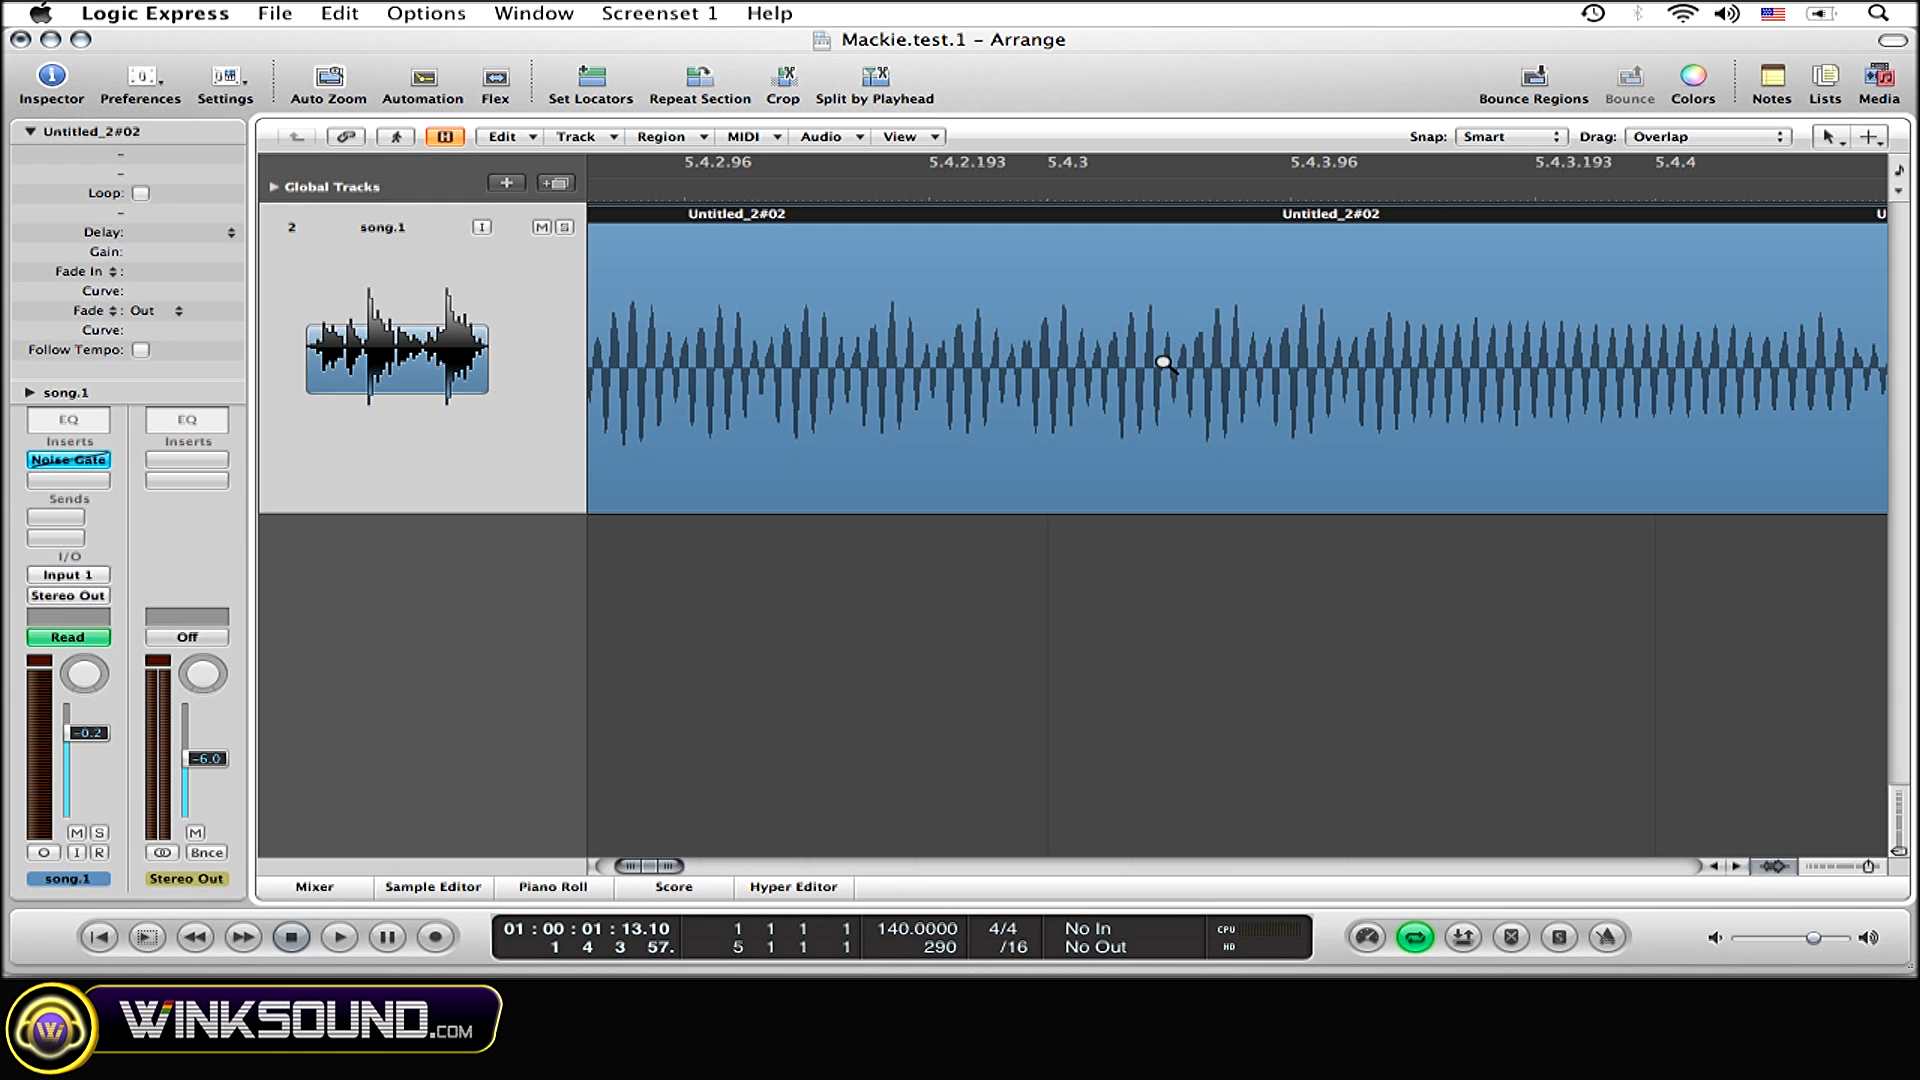 Logic Express File Edit Options Window Screenset 1 Help
Mackie.test.1 – Arrange
Inspector Preferences Settings Auto Zoom Automation Flex Set Locators Repeat Section Crop Split by Playhead Bounce Regions Bounce Colors Notes Lists Media
Untitled_2#02
Edit Track Region MIDI Audio View Snap: Smart Drag: Overlap
5.4.2.96 5.4.2.193 5.4.3 5.4.3.96 5.4.3.193 5.4.4
Global Tracks
Loop:
Untitled_2#02 Untitled_2#02 U
2 song.1 I M S
Delay:
Gain:
Fade In :
Curve:
Fade : Out
Curve:
Follow Tempo:
song.1
EQ EQ
Inserts Inserts
Noise Gate
Sends
I/O
Input 1
Stereo Out
Read Off
-0.2
-6.0
M S M
I R Bnce
song.1 Stereo Out
Mixer Sample Editor Piano Roll Score Hyper Editor
01 : 00 : 01 : 13.10 1 1 1 1 140.0000 4/4 No In CPU
1 4 3 57. 5 1 1 1 290 /16 No Out HD
S
W WINKSOUND.COM